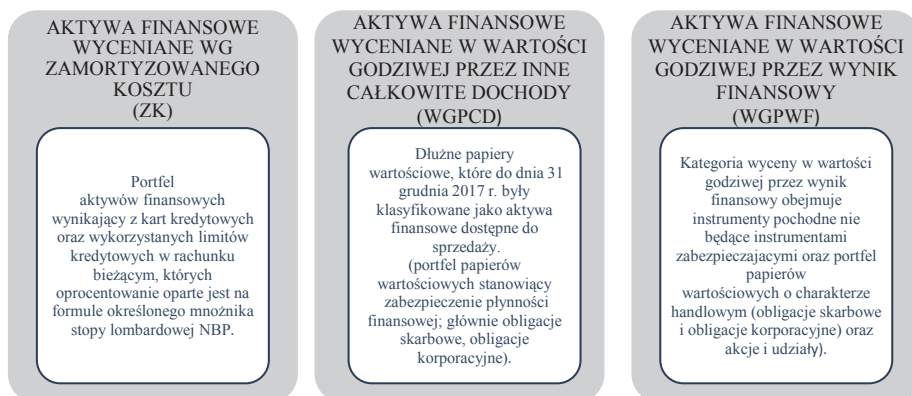 AKTYWA FINANSOWE
WYCENIANE WG
ZAMORTYZOWANEGO
KOSZTU
(ZK)
Portfel
aktywów finansowych
wynikający z kart kredytowych
oraz wykorzystanych limitów
kredytowych w rachunku
bieżącym, których
oprocentowanie oparte jest na
formule określonego mnożnika
stopy lombardowej NBP.
AKTYWA FINANSOWE
WYCENIANE W WARTOŚCI
GODZIWEJ PRZEZ INNE
CAŁKOWITE DOCHODY
(WGPCD)
Dłużne papiery
wartościowe, które do dnia 31
grudnia 2017 r. były
klasyfikowane jako aktywa
finansowe dostępne do
sprzedaży.
(portfel papierów
wartościowych stanowiący
zabezpieczenie płynności
finansowej; głównie obligacje
skarbowe, obligacje
korporacyjne).
AKTYWA FINANSOWE
WYCENIANE W WARTOŚCI
GODZIWEJ PRZEZ WYNIK
FINANSOWY
(WGPWF)
Kategoria wyceny w wartości
godziwej przez wynik
finansowy obejmuje
instrumenty pochodne nie
będące instrumentami
zabezpieczajacymi oraz portfel
papierów
wartościowych o charakterze
handlowym (obligacje skarbowe
i obligacje korporacyjne) oraz
akcje i udziały).